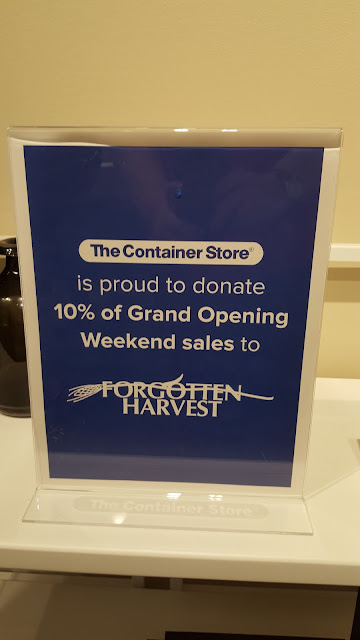 The Container Store®
is proud to donate
10% of Grand Opening
Weekend sales to
FORGOTTEN
HARVEST
The Container Store